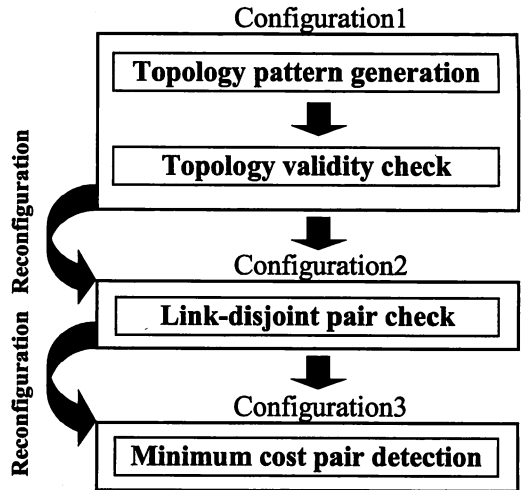 Configuration1
Topology pattern generation
Topology validity check
Reconfiguration
Configuration2
Link-disjoint pair check
Reconfiguration
Configuration3
Minimum cost pair detection